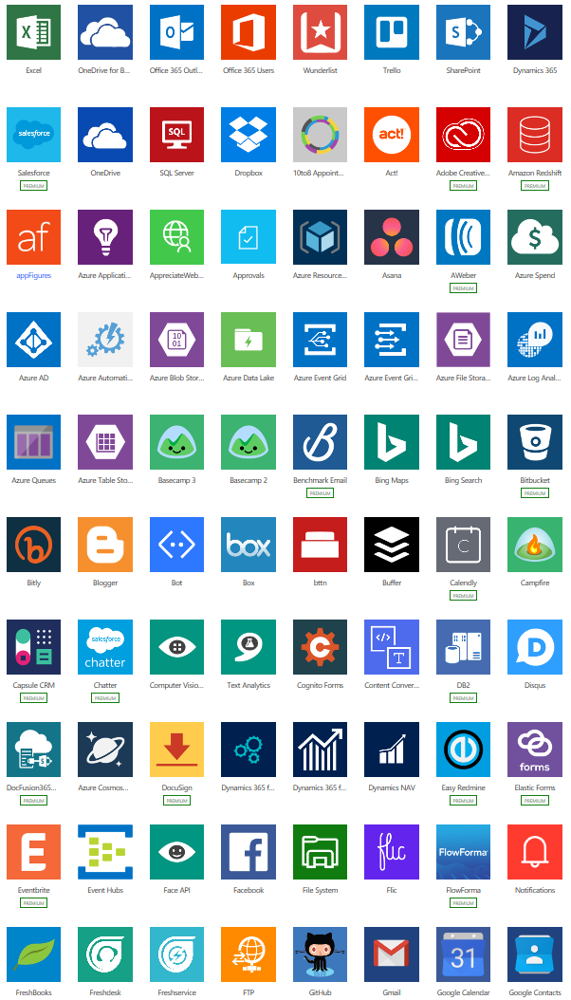 Excel OneDrive for B... Office 365 Outl... Office 365 Users Wunderlist Trello SharePoint Dynamics 365
salesforce SQL act!
Salesforce OneDrive SQL Server Dropbox 10to8 Appoint... Act! Adobe Creative... Amazon Redshift
PREMIUM PREMIUM PREMIUM
af
appFigures Azure Applicati... AppreciateWeb... Approvals Azure Resource... Asana AWeber Azure Spend
PREMIUM
10
01
Azure AD Azure Automati... Azure Blob Stor... Azure Data Lake Azure Event Grid Azure Event Gri... Azure File Stora... Azure Log Anal...
Azure Queues Azure Table Sto... Basecamp 3 Basecamp 2 Benchmark Email Bing Maps Bing Search Bitbucket
PREMIUM PREMIUM
box
Bitly Blogger Bot Box bttn Buffer Calendly Campfire
PREMIUM
salesforce
chatter
Capsule CRM Chatter Computer Visio... Text Analytics Cognito Forms Content Conver... DB2 Disqus
PREMIUM PREMIUM PREMIUM
forms
DocFusion365... Azure Cosmos... DocuSign Dynamics 365 f... Dynamics 365 f... Dynamics NAV Easy Redmine Elastic Forms
PREMIUM PREMIUM PREMIUM PREMIUM
flic FlowForma
Eventbrite Event Hubs Face API Facebook File System Flic FlowForma Notifications
PREMIUM PREMIUM
31
FreshBooks Freshdesk Freshservice FTP GitHub Gmail Google Calendar Google Contacts